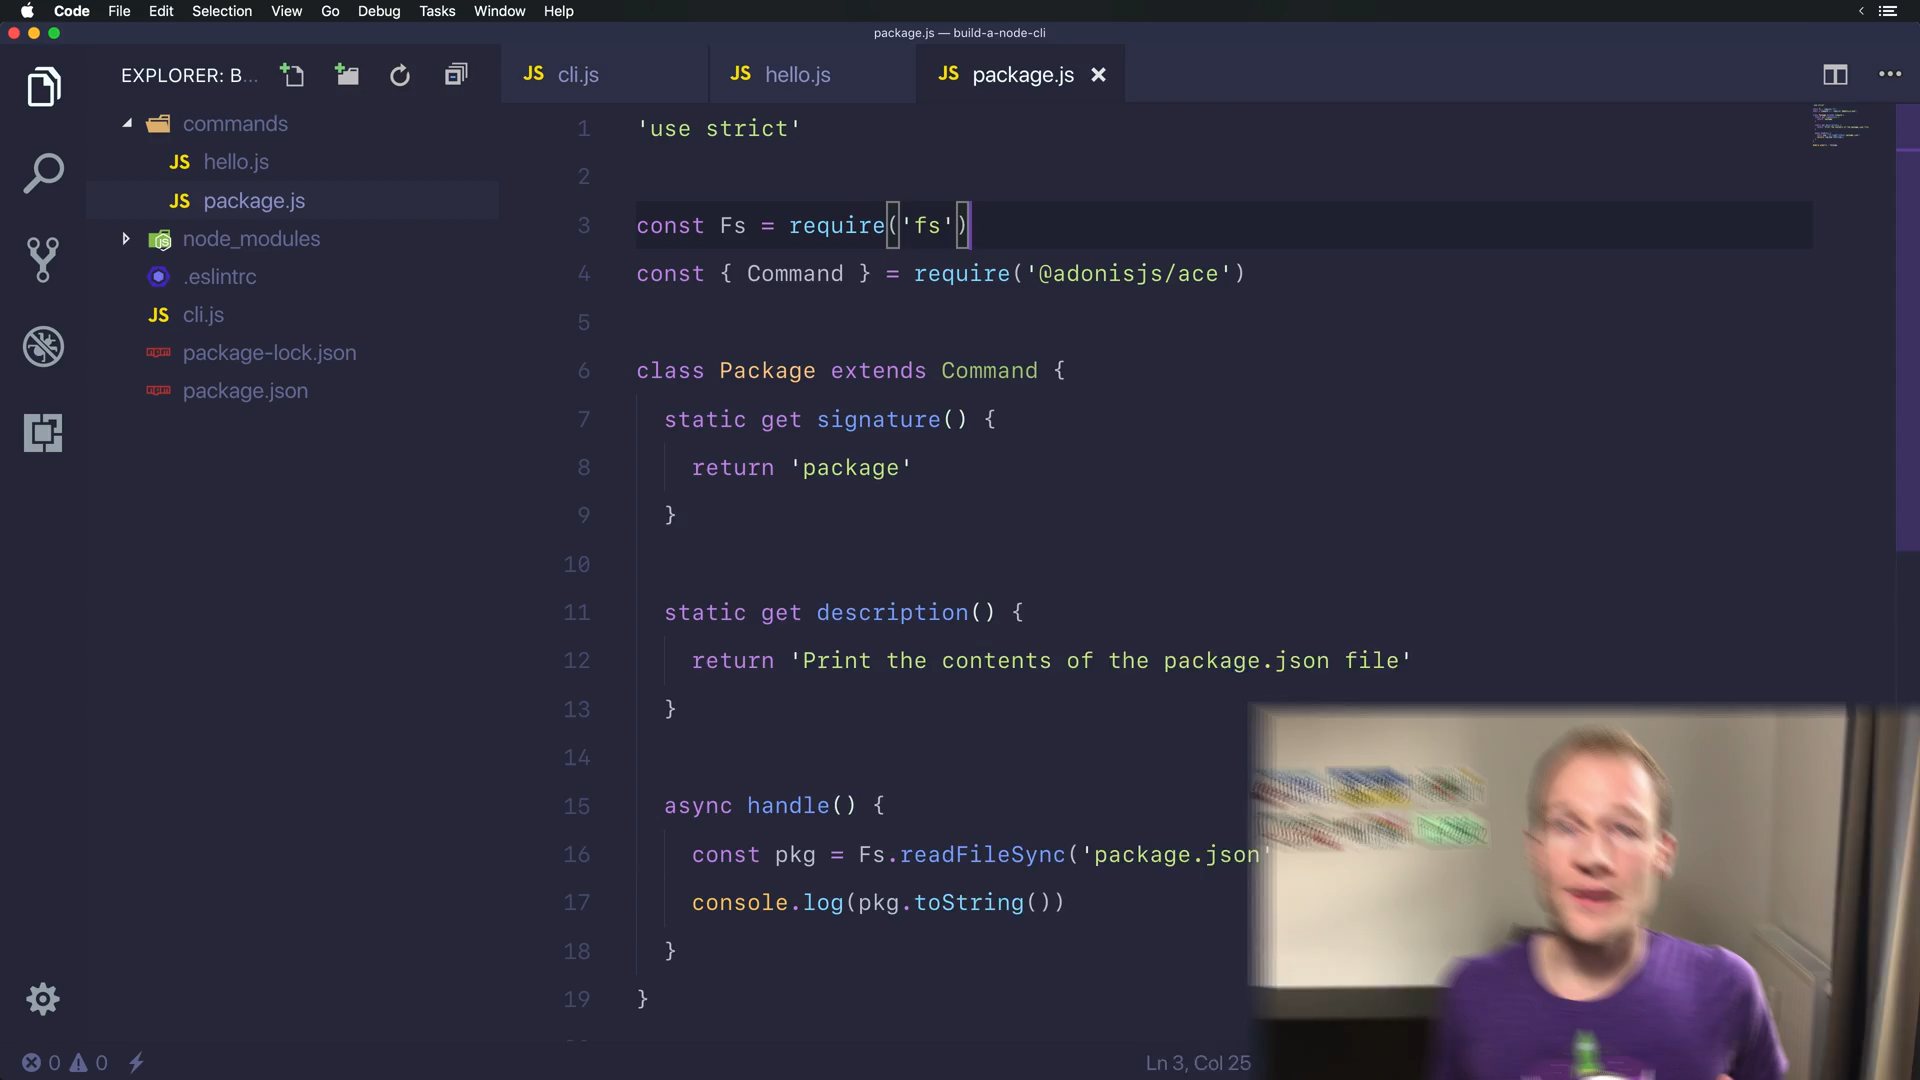 Code File Edit Selection View Go Debug Tasks Window Help
package.js — build-a-node-cli
EXPLORER: B...
commands
JS hello.js
JS package.js
node_modules
.eslintrc
JS cli.js
package-lock.json
package.json
JS cli.js
JS hello.js
JS package.js
1 'use strict'
2
3 const Fs = require('fs')
4 const { Command } = require('@adonisjs/ace')
5
6 class Package extends Command {
7 static get signature() {
8 return 'package'
9 }
10
11 static get description() {
12 return 'Print the contents of the package.json file'
13 }
14
15 async handle() {
16 const pkg = Fs.readFileSync('package.json'
17 console.log(pkg.toString())
18 }
19 }
0 0
Ln 3, Col 25